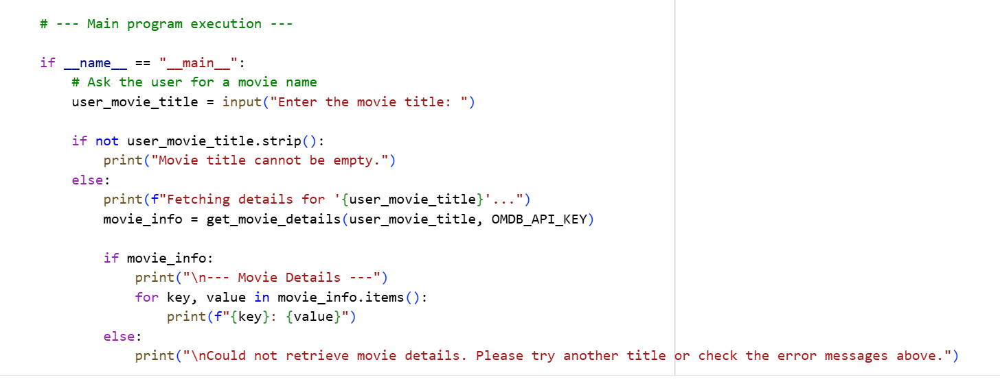 # --- Main program execution ---
if __name__ == "__main__":
    # Ask the user for a movie name
    user_movie_title = input("Enter the movie title: ")
    if not user_movie_title.strip():
        print("Movie title cannot be empty.")
    else:
        print(f"Fetching details for '{user_movie_title}'...")
        movie_info = get_movie_details(user_movie_title, OMDB_API_KEY)
        if movie_info:
            print("\n--- Movie Details ---")
            for key, value in movie_info.items():
                print(f"{key}: {value}")
        else:
            print("\nCould not retrieve movie details. Please try another title or check the error messages above.")